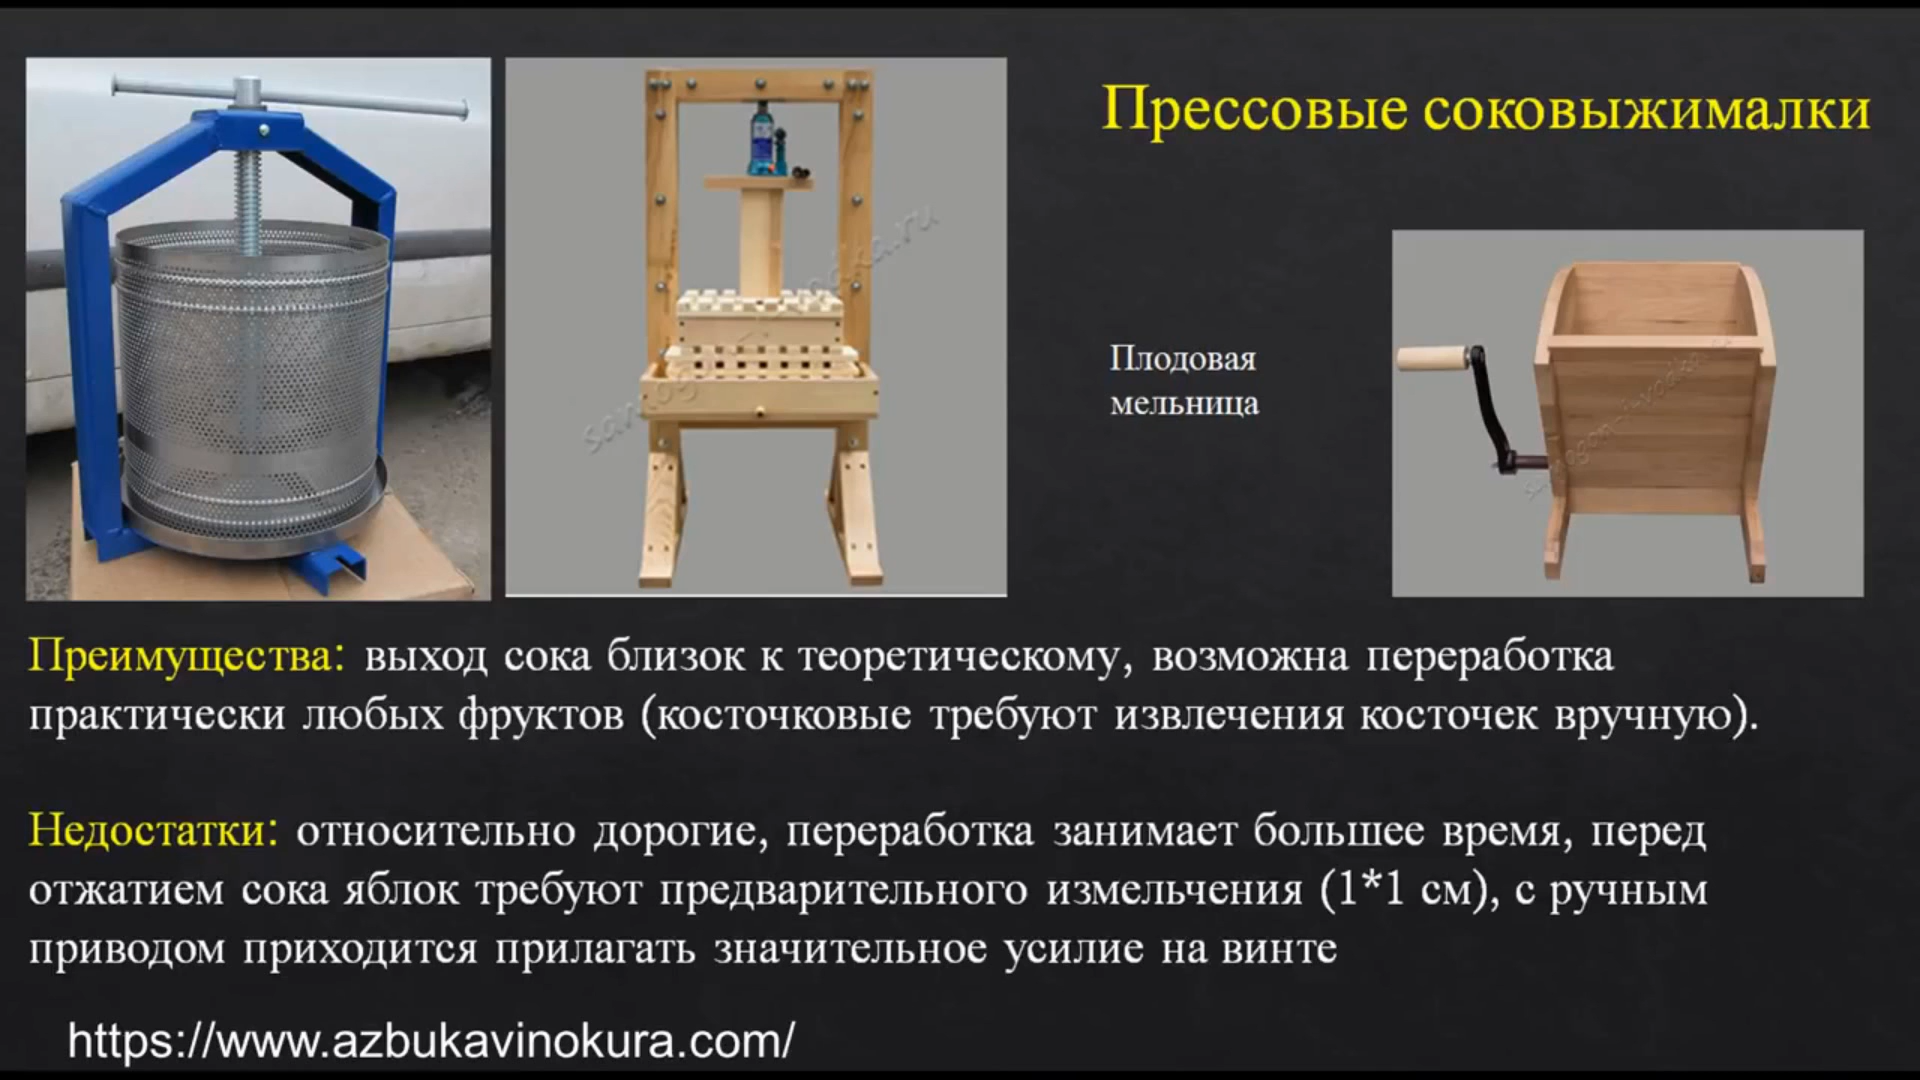 Прессовые соковыжималки
Плодовая
мельница
Преимущества: выход сока близок к теоретическому, возможна переработка
практически любых фруктов (косточковые требуют извлечения косточек вручную).
Недостатки: относительно дорогие, переработка занимает большее время, перед
отжатием сока яблок требуют предварительного измельчения (1*1 см), с ручным
приводом приходится прилагать значительное усилие на винте
https://www.azbukavinokura.com/